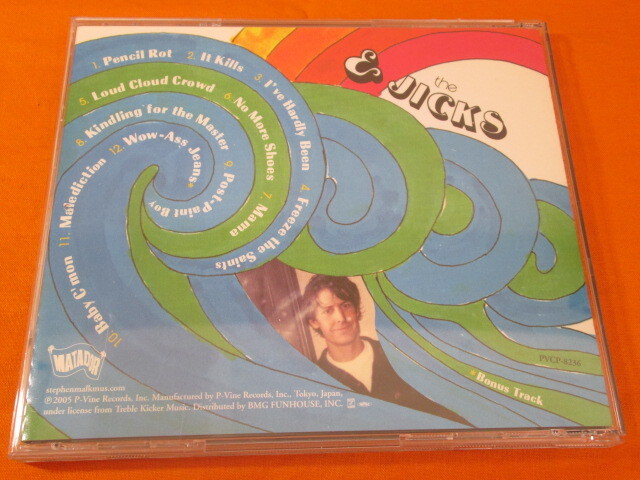 & the
JICKS
1. Pencil Rot
2. It Kills
3. I've Hardly Been
4. Freeze the Saints
5. Loud Cloud Crowd
6. No More Shoes
7. Mama
8. Kindling for the Master
9. Post-Paint Boy
10. Baby C'mon
11. Malediction
12. Wow-Ass Jeans*
MATADOR
PVCP-8236
*Bonus Track
stephenmalkmus.com
℗2005 P-Vine Records, Inc. Manufactured by P-Vine Records, Inc., Tokyo, Japan,
under license from Treble Kicker Music. Distributed by BMG FUNHOUSE, INC.